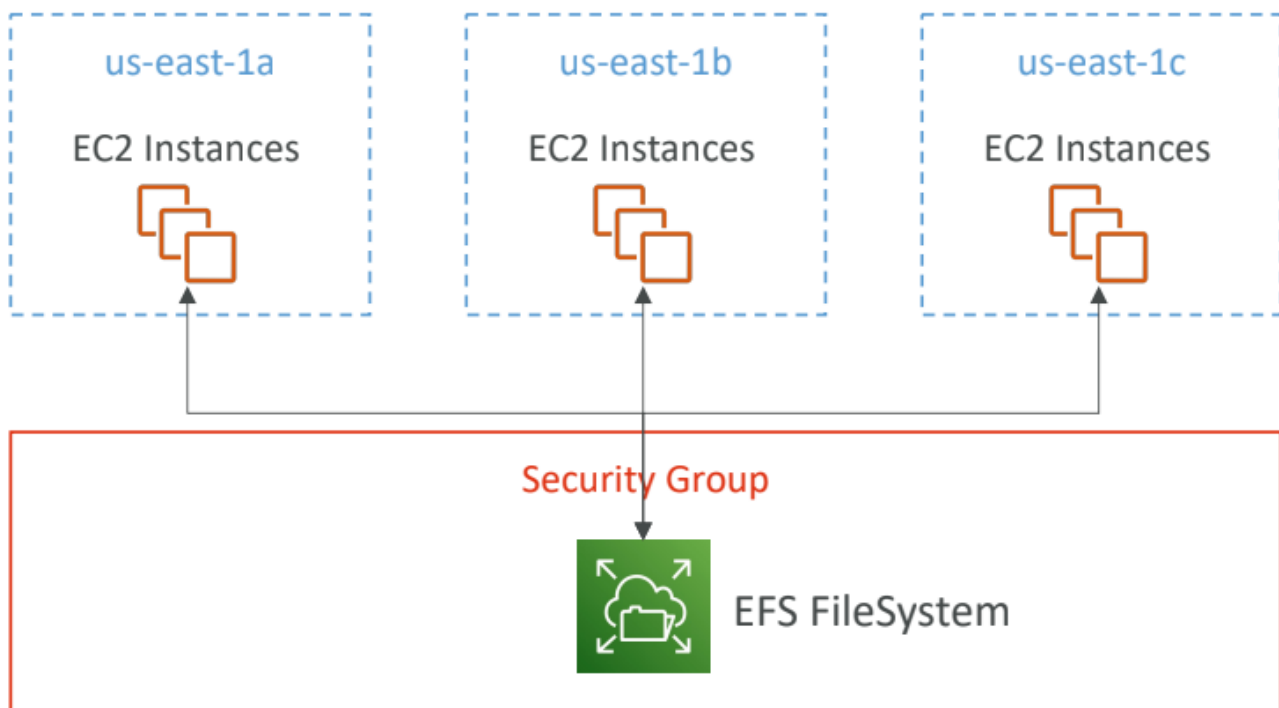 us-east-1a
us-east-1b
us-east-1c
EC2 Instances
EC2 Instances
EC2 Instances
Security Group
EFS FileSystem